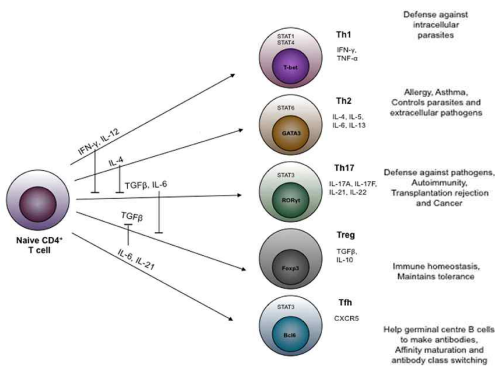 Defense against
intracellular
parasites
Th1
IFN-γ,
TNF-α
STAT1
STAT4
T-bet
IFN-γ, IL-12
Allergy, Asthma,
Controls parasites and
extracellular pathogens
Th2
IL-4, IL-5,
IL-6, IL-13
STAT6
GATA3
IL-4
Defense against pathogens,
Autoimmunity,
Transplantation rejection
and Cancer
Th17
IL-17A, IL-17F,
IL-21, IL-22
STAT3
RORγt
TGFβ, IL-6
Naive CD4⁺
T cell
TGFβ
Treg
TGFβ,
IL-10
Foxp3
Immune homeostasis,
Maintains tolerance
IL-6, IL-21
Tfh
CXCR5
STAT3
Bcl6
Help germinal centre B cells
to make antibodies,
Affinity maturation and
antibody class switching